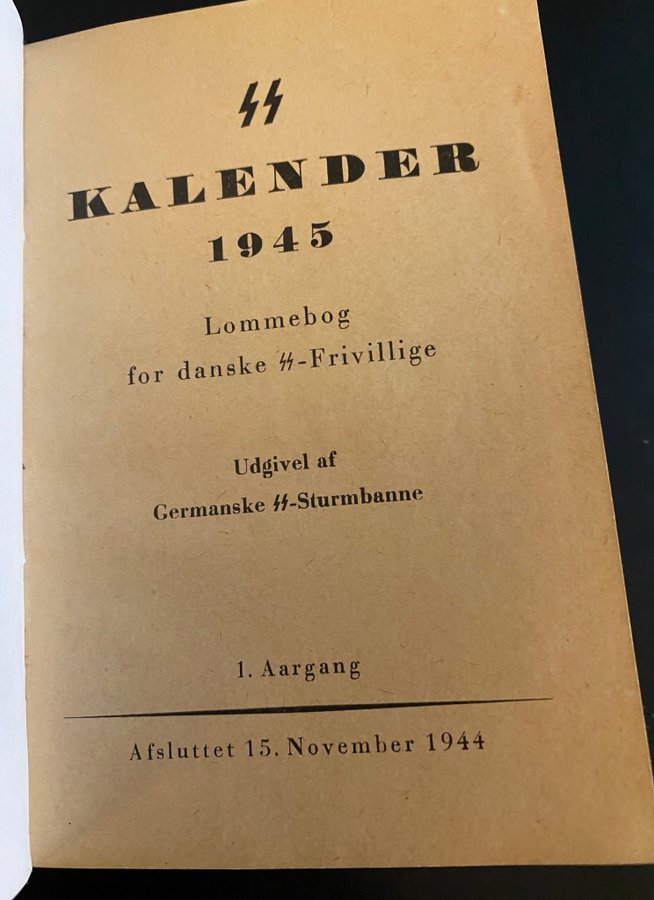 ᛋᛋ
KALENDER
1945
Lommebog
for danske ᛋᛋ-Frivillige
Udgivel af
Germanske ᛋᛋ-Sturmbanne
1. Aargang
Afsluttet 15. November 1944